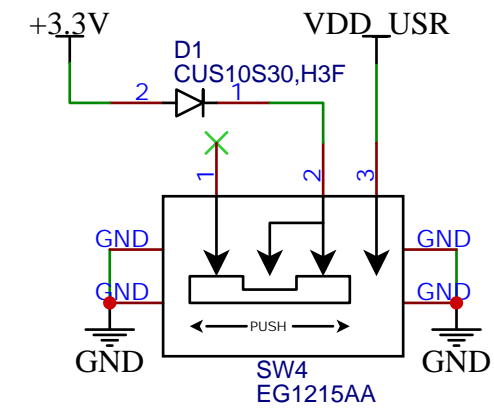 +3.3V
VDD_USR
D1
CUS10S30,H3F
2
1
1
2
3
GND
GND
GND
GND
PUSH
GND
GND
SW4
EG1215AA